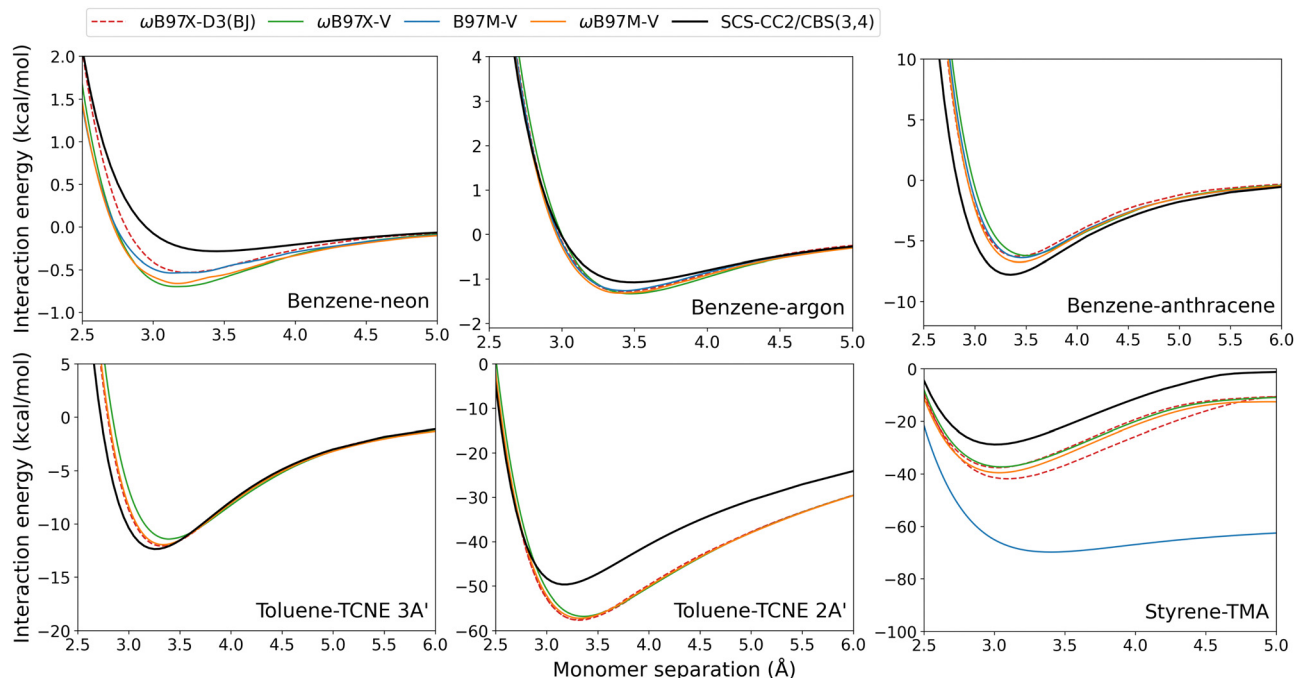 ωB97X-D3(BJ) ωB97X-V B97M-V ωB97M-V SCS-CC2/CBS(3,4)
Interaction energy (kcal/mol)
2.0
1.5
1.0
0.5
0.0
−0.5
−1.0
Benzene-neon
2.5 3.0 3.5 4.0 4.5 5.0
4
3
2
1
0
−1
−2
Benzene-argon
2.5 3.0 3.5 4.0 4.5 5.0
10
5
0
−5
−10
Benzene-anthracene
2.5 3.0 3.5 4.0 4.5 5.0 5.5 6.0
Interaction energy (kcal/mol)
5
0
−5
−10
−15
−20
Toluene-TCNE 3A'
2.5 3.0 3.5 4.0 4.5 5.0 5.5 6.0
0
−10
−20
−30
−40
−50
−60
Toluene-TCNE 2A'
2.5 3.0 3.5 4.0 4.5 5.0 5.5 6.0
0
−20
−40
−60
−80
−100
Styrene-TMA
2.5 3.0 3.5 4.0 4.5 5.0
Monomer separation (Å)